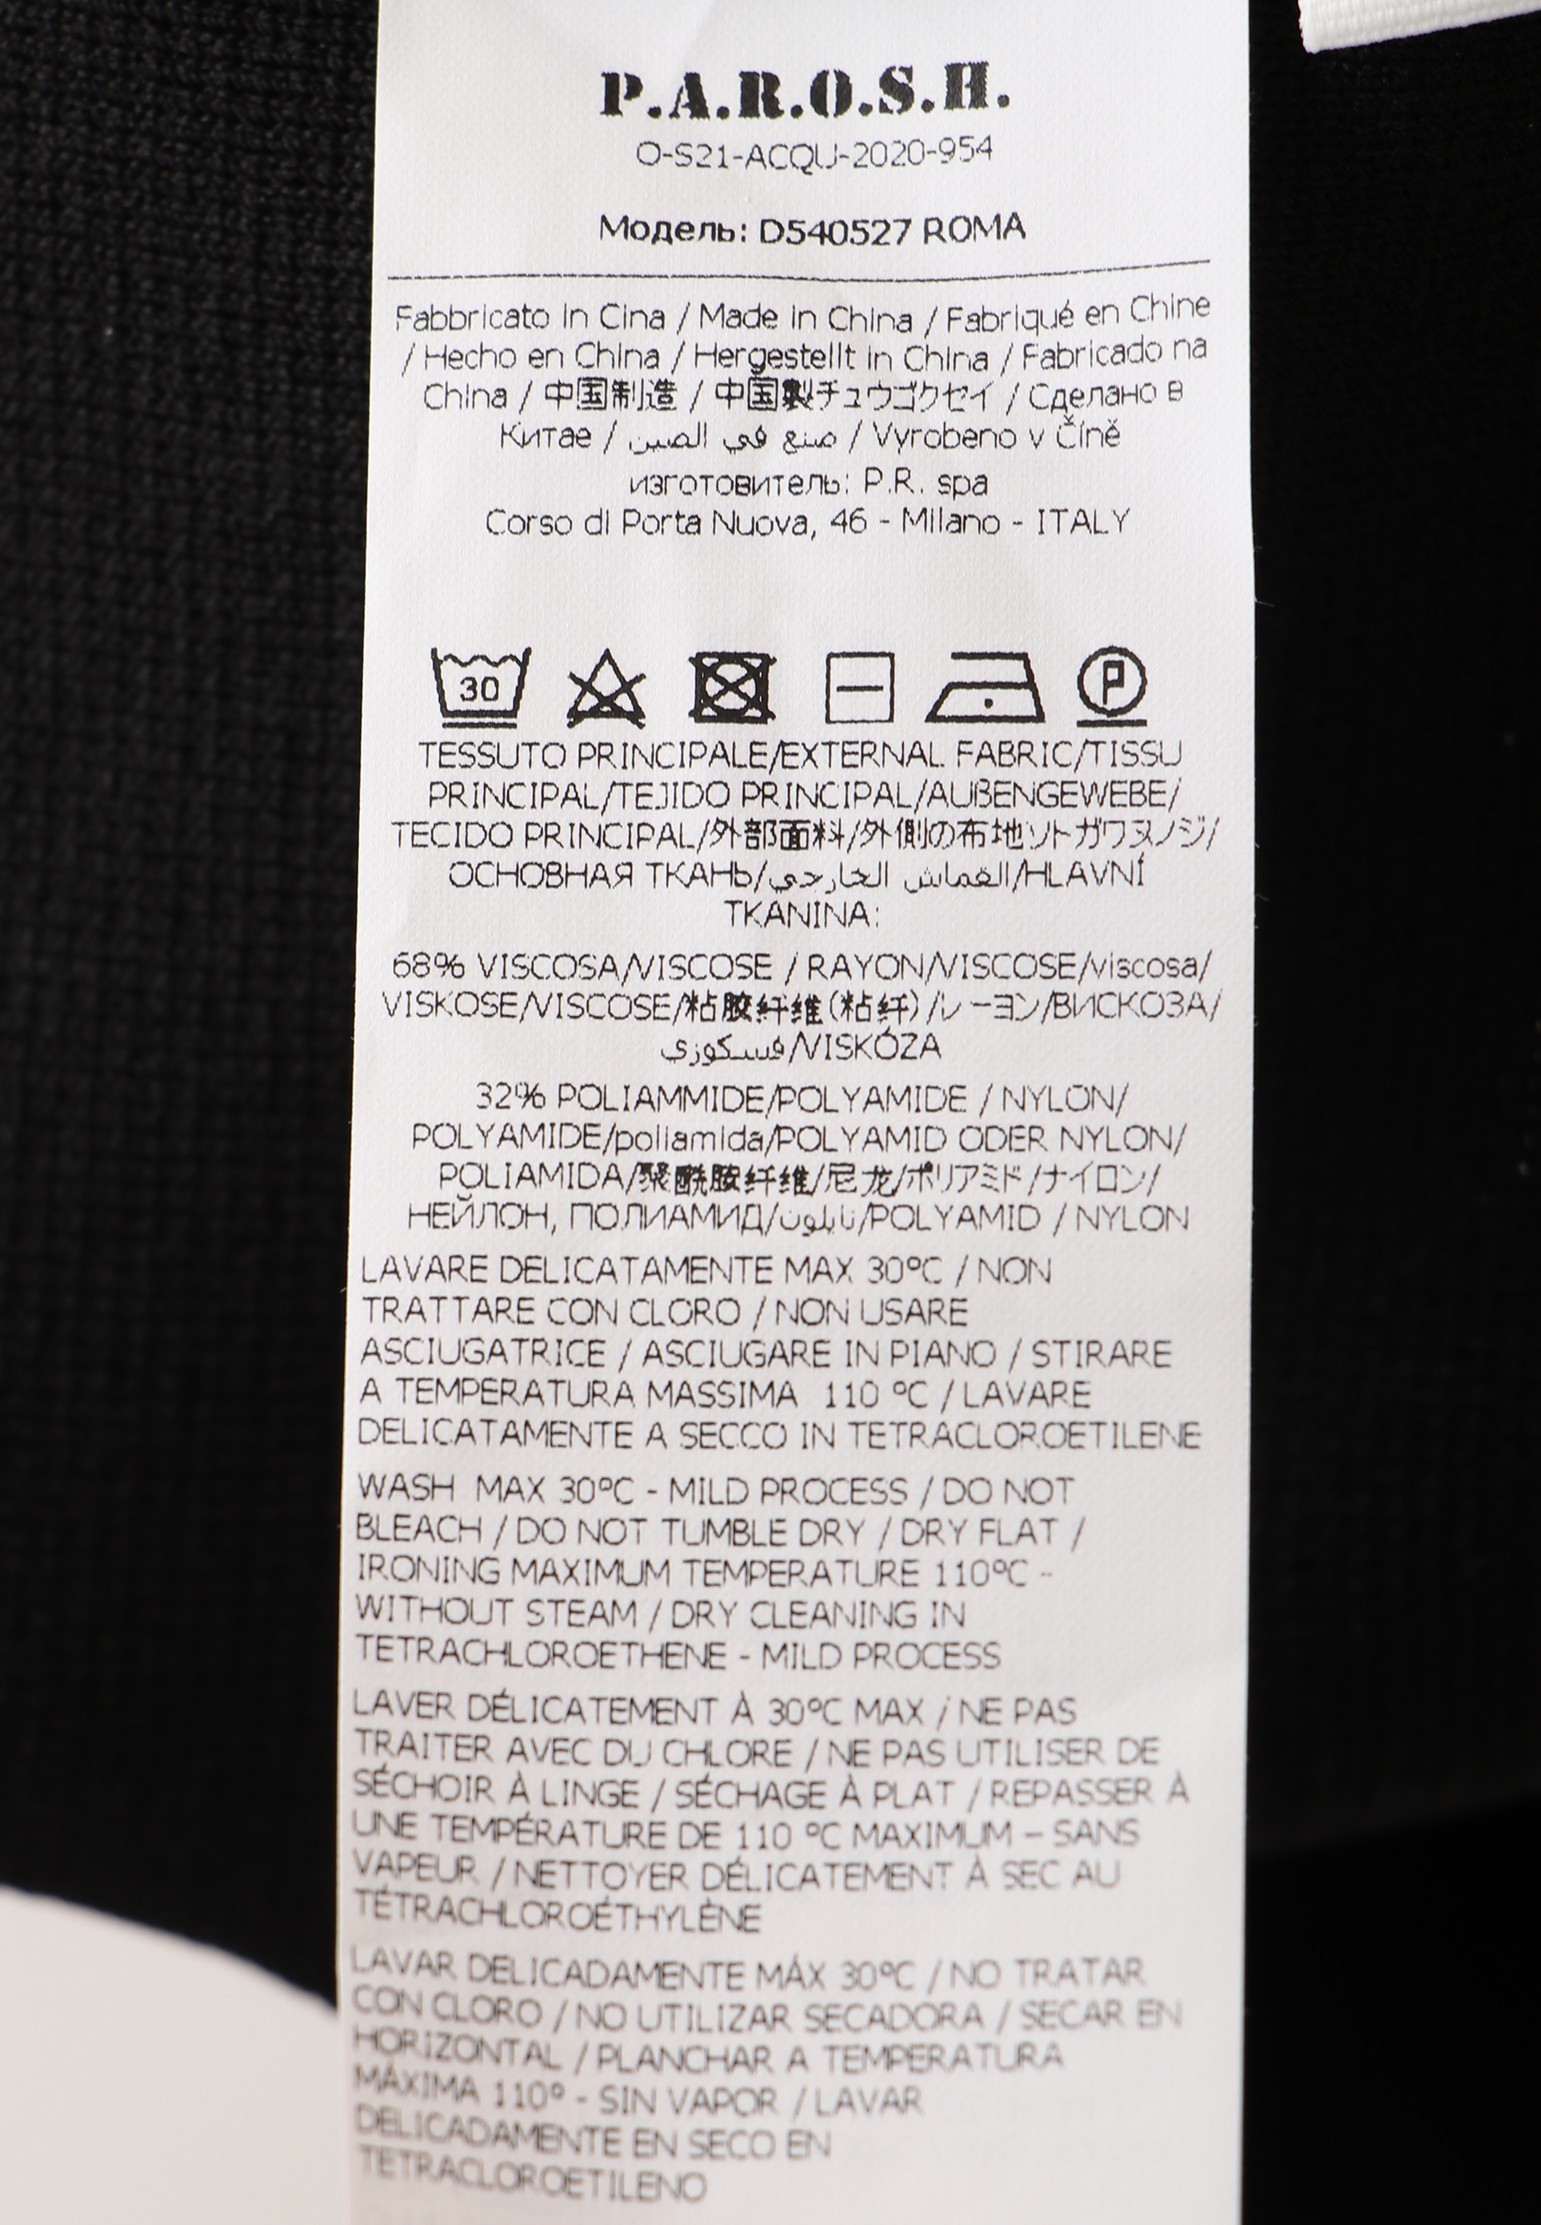 P.A.R.O.S.H.
O-S21-ACQU-2020-954
Модель: D540527 ROMA
Fabbricato in Cina / Made in China / Fabriqué en Chine
/ Hecho en China / Hergestellt in China / Fabricado na
China / 中国制造 / 中国製チュウゴクセイ / Сделано в
Китае / صنع في الصين / Vyrobeno v Číně
изготовитель: P.R. spa
Corso di Porta Nuova, 46 - Milano - ITALY
30
P
TESSUTO PRINCIPALE/EXTERNAL FABRIC/TISSU
PRINCIPAL/TEJIDO PRINCIPAL/AUßENGEWEBE/
TECIDO PRINCIPAL/外部面料/外側の布地ソトガワヌノジ/
ОСНОВНАЯ ТКАНЬ/القماش الخارجي/HLAVNÍ
TKANINA:
68% VISCOSA/VISCOSE / RAYON/VISCOSE/viscosa/
VISKOSE/VISCOSE/粘胶纤维(粘纤)/レーヨン/ВИСКОЗА/
فسكوزي/VISKÓZA
32% POLIAMMIDE/POLYAMIDE / NYLON/
POLYAMIDE/poliamida/POLYAMID ODER NYLON/
POLIAMIDA/聚酰胺纤维/尼龙/ポリアミド/ナイロン/
НЕЙЛОН, ПОЛИАМИД/نايلون/POLYAMID / NYLON
LAVARE DELICATAMENTE MAX 30°C / NON
TRATTARE CON CLORO / NON USARE
ASCIUGATRICE / ASCIUGARE IN PIANO / STIRARE
A TEMPERATURA MASSIMA 110 °C / LAVARE
DELICATAMENTE A SECCO IN TETRACLOROETILENE
WASH MAX 30°C - MILD PROCESS / DO NOT
BLEACH / DO NOT TUMBLE DRY / DRY FLAT /
IRONING MAXIMUM TEMPERATURE 110°C -
WITHOUT STEAM / DRY CLEANING IN
TETRACHLOROETHENE - MILD PROCESS
LAVER DÉLICATEMENT À 30°C MAX / NE PAS
TRAITER AVEC DU CHLORE / NE PAS UTILISER DE
SÉCHOIR À LINGE / SÉCHAGE À PLAT / REPASSER À
UNE TEMPÉRATURE DE 110 °C MAXIMUM – SANS
VAPEUR / NETTOYER DÉLICATEMENT À SEC AU
TÉTRACHLOROÉTHYLÈNE
LAVAR DELICADAMENTE MÁX 30°C / NO TRATAR
CON CLORO / NO UTILIZAR SECADORA / SECAR EN
HORIZONTAL / PLANCHAR A TEMPERATURA
MÁXIMA 110° - SIN VAPOR / LAVAR
DELICADAMENTE EN SECO EN
TETRACLOROETILENO